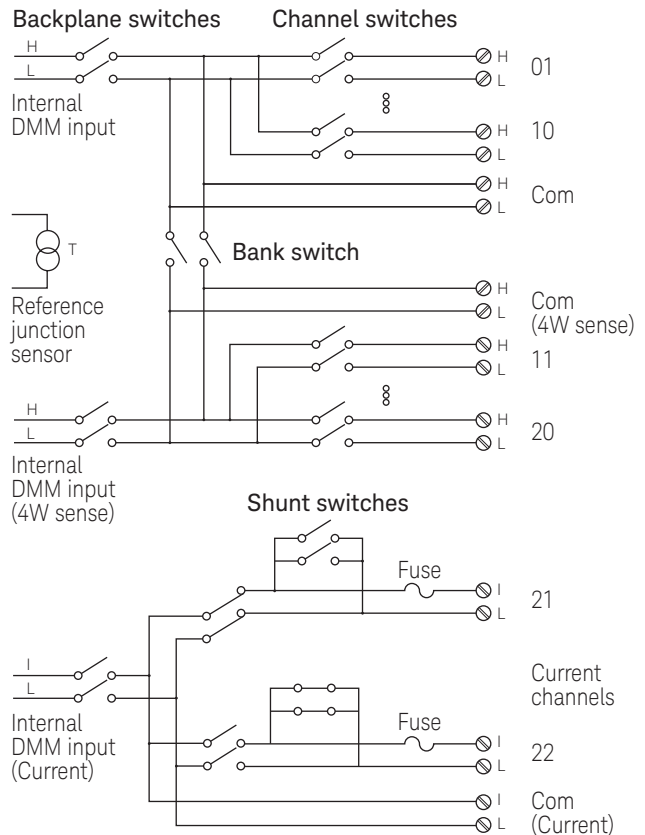 Backplane switches
Channel switches
H
L
H
L
01
Internal
DMM input
H
L
10
H
L
Com
T
Bank switch
Reference
junction
sensor
H
L
Com
(4W sense)
H
L
11
H
L
H
L
20
Internal
DMM input
(4W sense)
Shunt switches
Fuse
I
L
21
I
L
Current
channels
Internal
DMM input
(Current)
Fuse
I
L
22
I
L
Com
(Current)